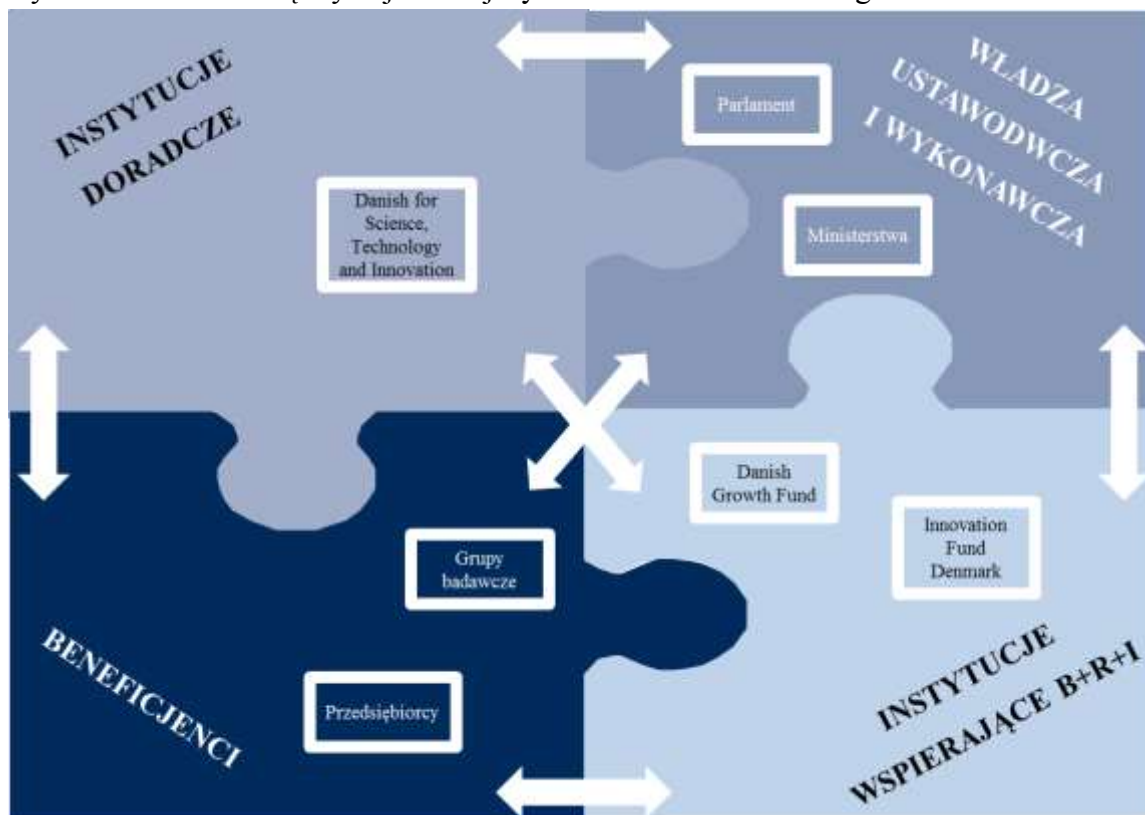 INSTYTUCJE
DORADCZE
Danish for
Science,
Technology
and Innovation
Parlament
WŁADZA
USTAWODWCZA
I WYKONAWCZA
Ministerstwa
BENEFICJENCI
Grupy
badawcze
Przedsiębiorcy
Danish
Growth Fund
Innovation
Fund
Denmark
INSTYTUCJE
WSPIERAJĄCE B+R+I